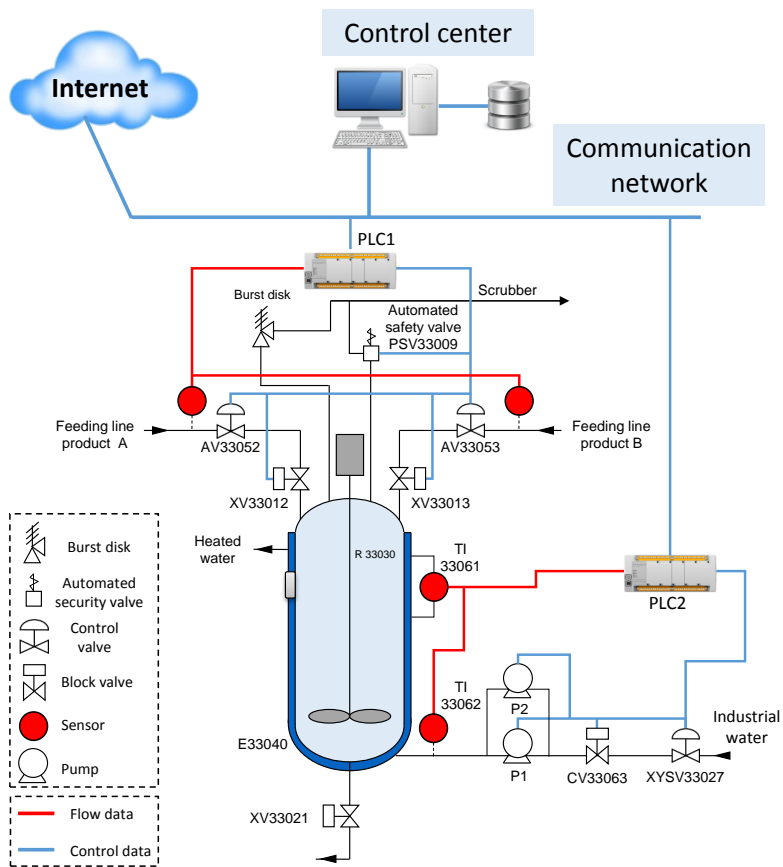 Control center
Internet
Communication
network
PLC1
Burst disk
Scrubber
Automated
safety valve
PSV33009
Feeding line
product A
AV33052
AV33053
Feeding line
product B
XV33012
XV33013
Heated
water
R 33030
TI
33061
PLC2
TI
33062
P2
Industrial
water
E33040
P1
CV33063
XYSV33027
XV33021
Burst disk
Automated
security valve
Control
valve
Block valve
Sensor
Pump
Flow data
Control data